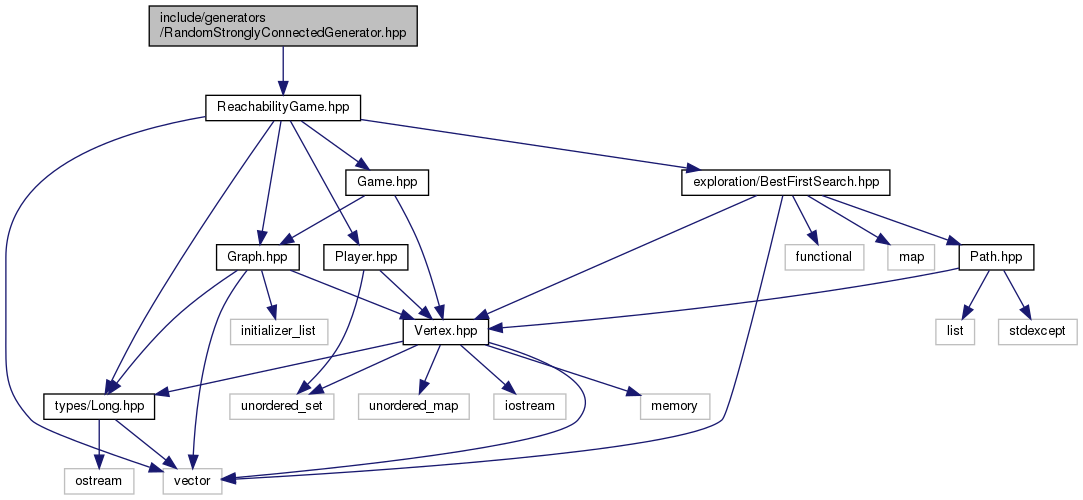 include/generators
/RandomStronglyConnectedGenerator.hpp
ReachabilityGame.hpp
Game.hpp
exploration/BestFirstSearch.hpp
Graph.hpp
Player.hpp
functional
map
Path.hpp
initializer_list
Vertex.hpp
list
stdexcept
types/Long.hpp
unordered_set
unordered_map
iostream
memory
ostream
vector